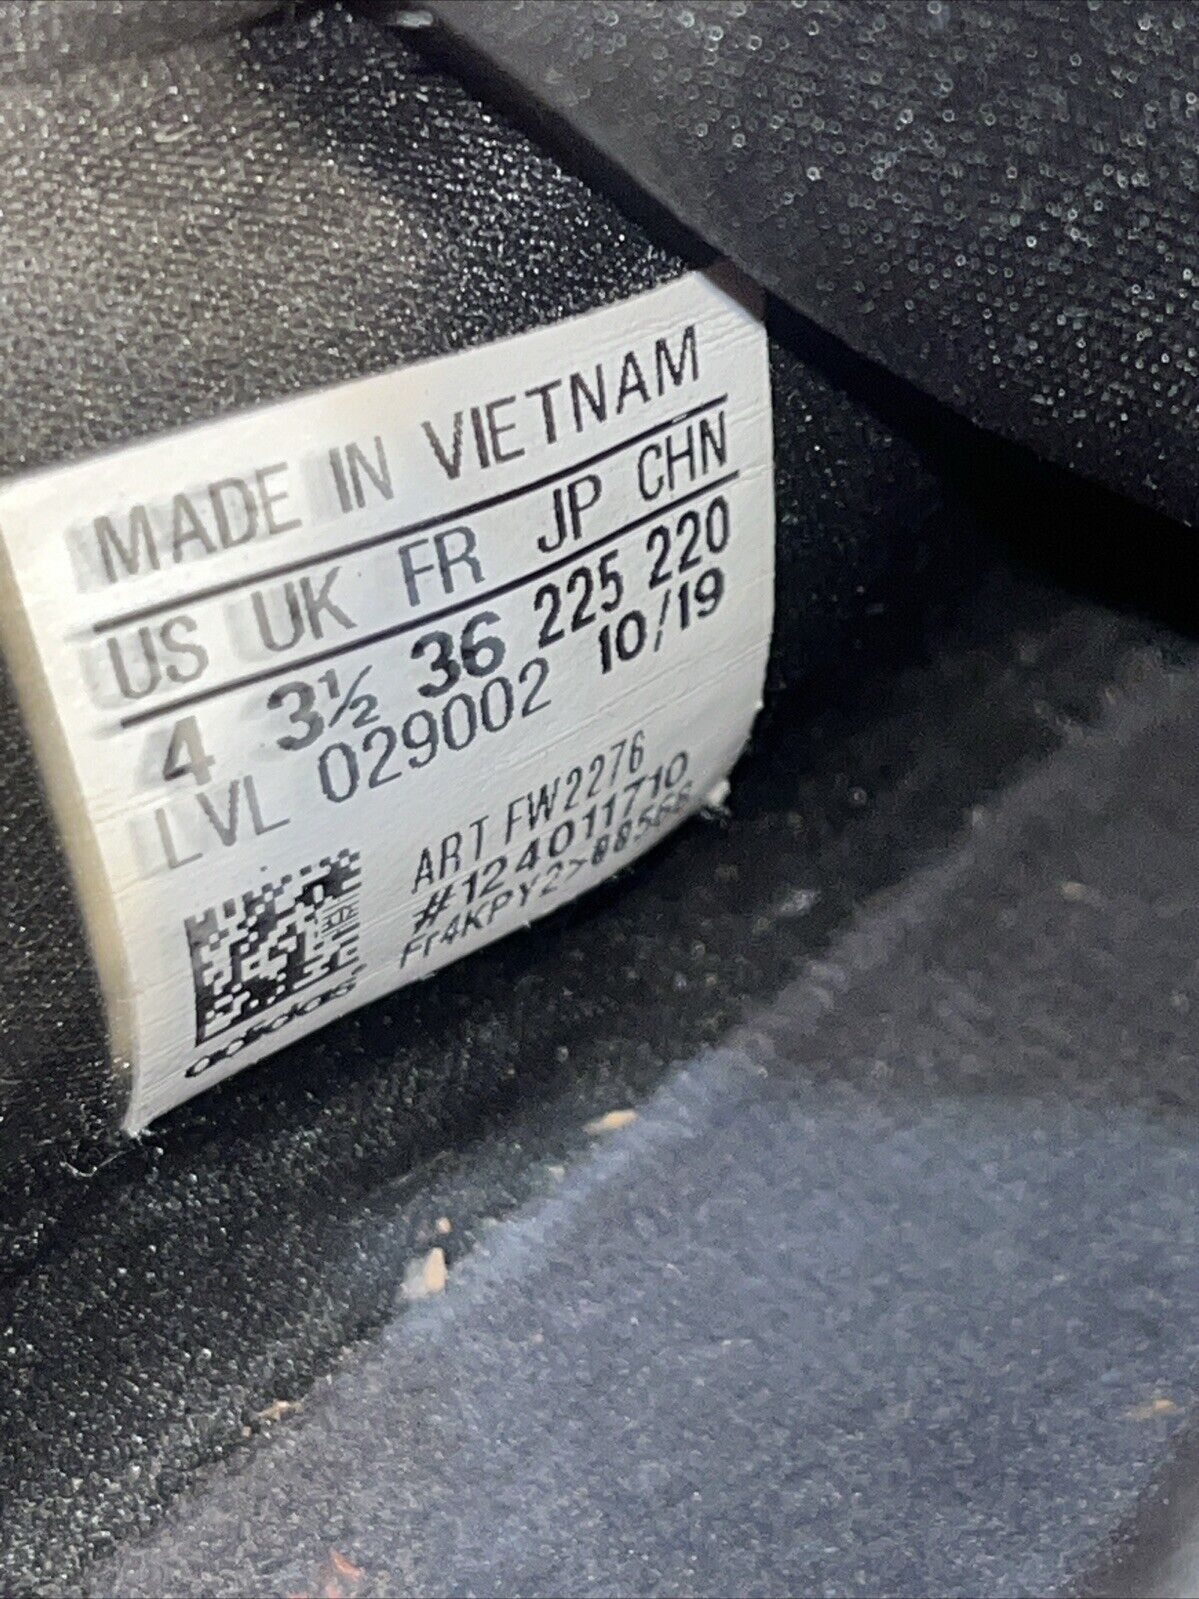 MADE IN VIETNAM
US UK FR JP CHN
4 3½ 36 225 220
LVL 029002 10/19
ART FW2276
#124011710
adidas